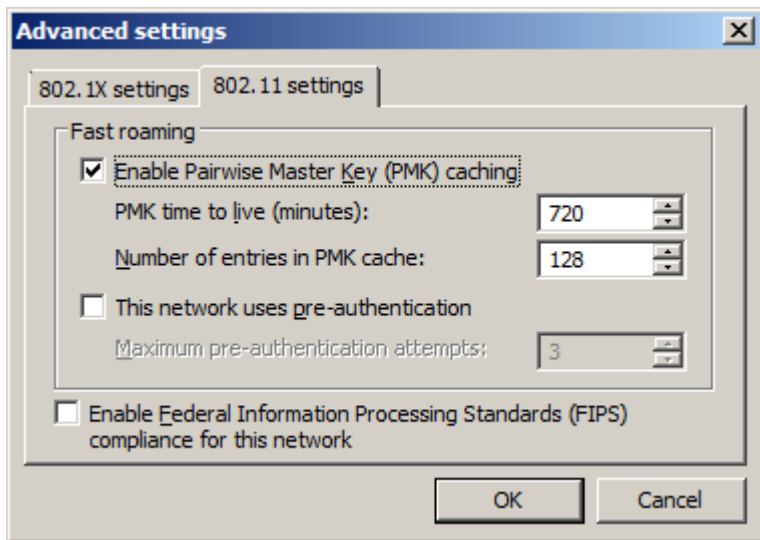 Advanced settings
802.1X settings 802.11 settings
Fast roaming
Enable Pairwise Master Key (PMK) caching
PMK time to live (minutes): 720
Number of entries in PMK cache: 128
This network uses pre-authentication
Maximum pre-authentication attempts: 3
Enable Federal Information Processing Standards (FIPS)
compliance for this network
OK Cancel